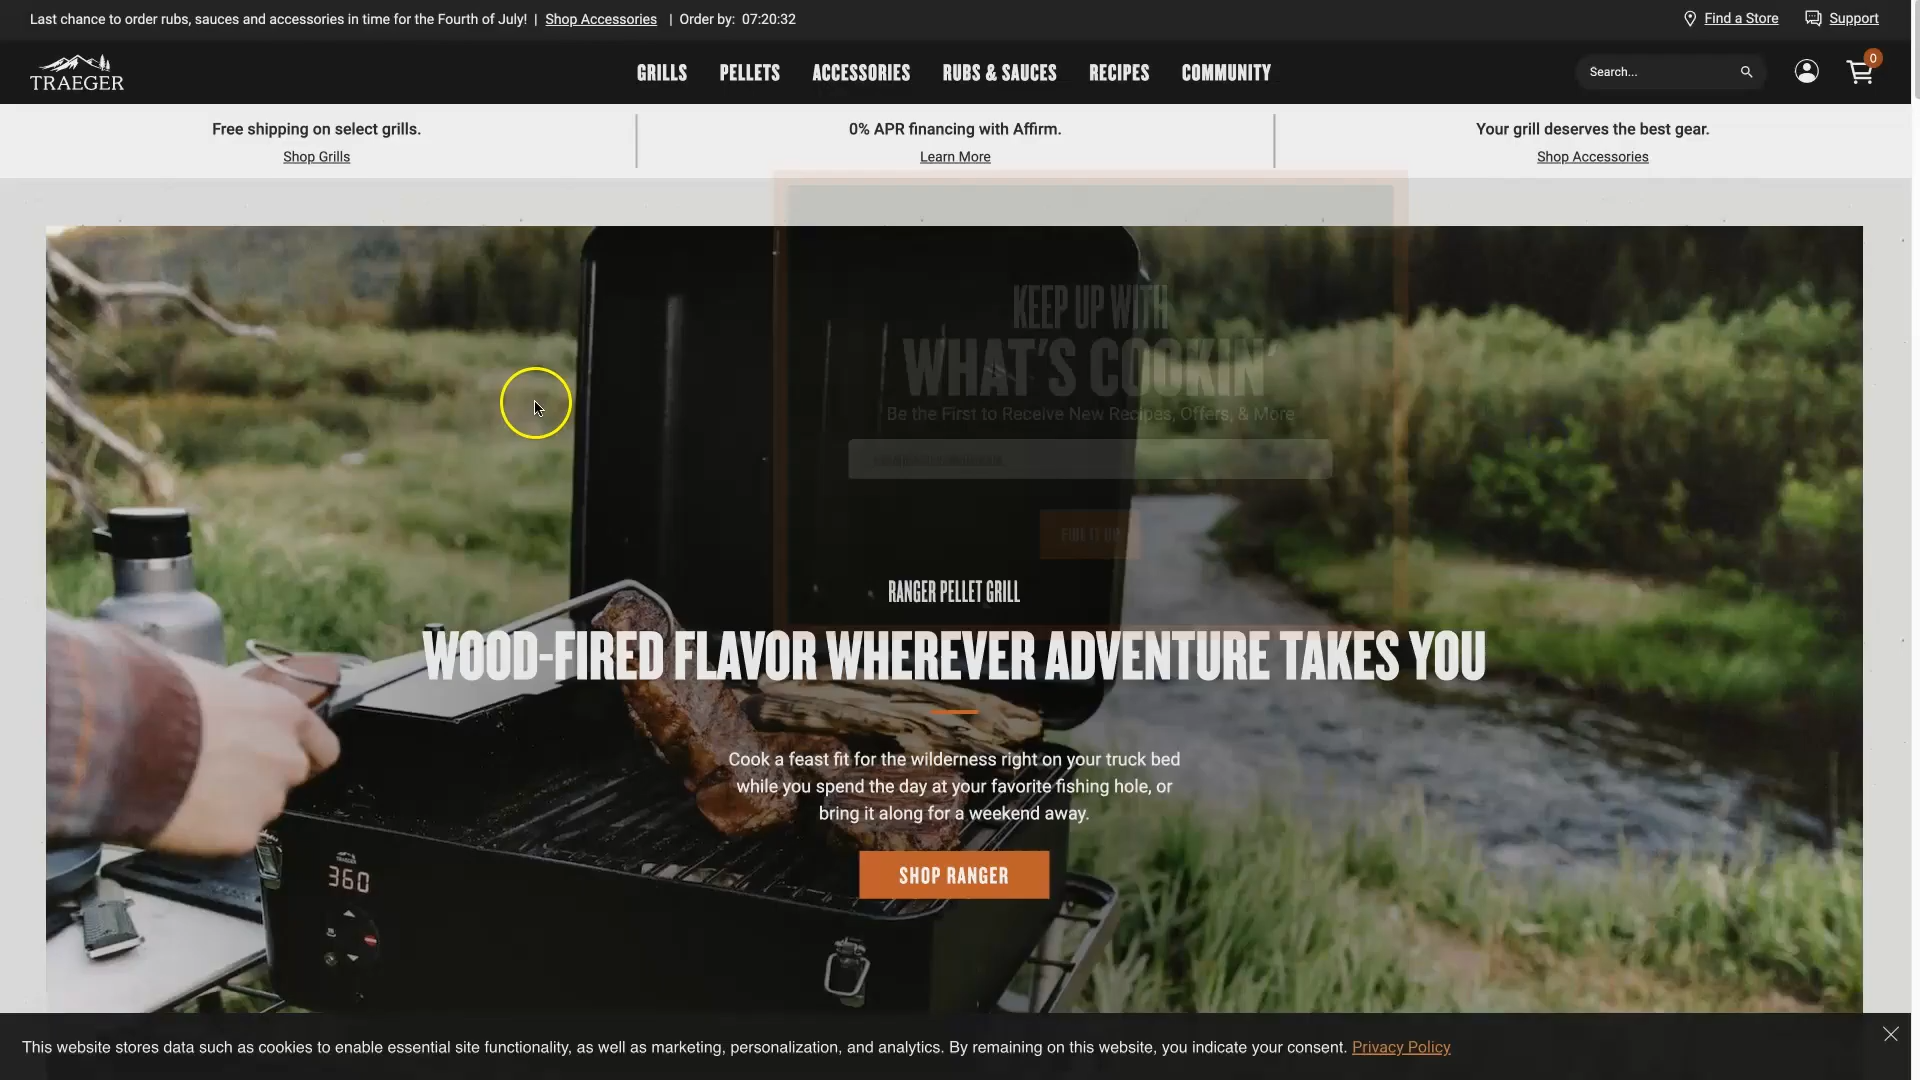 Last chance to order rubs, sauces and accessories in time for the Fourth of July! | Shop Accessories | Order by: 07:20:32
Find a Store
Support
TRAEGER
GRILLS
PELLETS
ACCESSORIES
RUBS & SAUCES
RECIPES
COMMUNITY
Search...
0
Free shipping on select grills.
Shop Grills
0% APR financing with Affirm.
Learn More
Your grill deserves the best gear.
Shop Accessories
KEEP UP WITH
WHAT'S COOKIN'
Be the First to Receive New Recipes, Offers, & More
FIRE IT UP
RANGER PELLET GRILL
WOOD-FIRED FLAVOR WHEREVER ADVENTURE TAKES YOU
Cook a feast fit for the wilderness right on your truck bed
while you spend the day at your favorite fishing hole, or
bring it along for a weekend away.
SHOP RANGER
TRAEGER
360
This website stores data such as cookies to enable essential site functionality, as well as marketing, personalization, and analytics. By remaining on this website, you indicate your consent. Privacy Policy